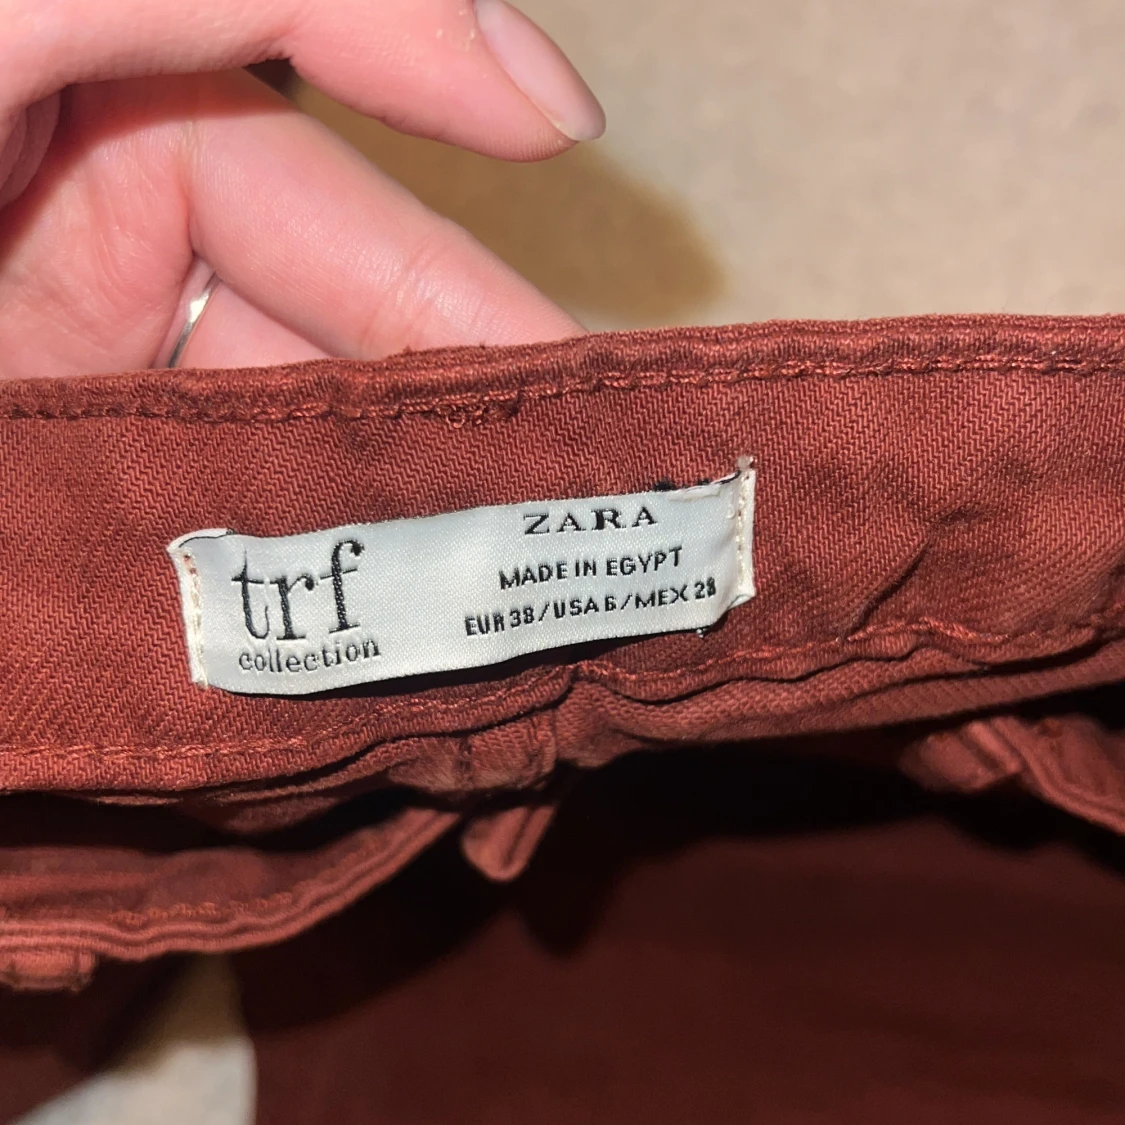 trf
collection
ZARA
MADE IN EGYPT
EUR 38/USA 6/MEX 28